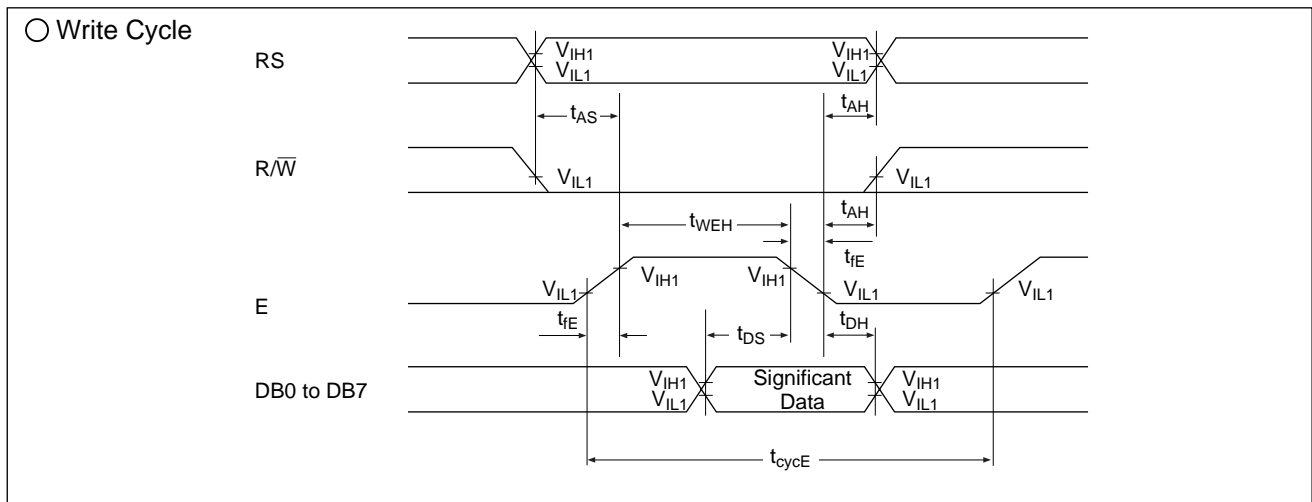 Write Cycle
RS
VIH1
VIL1
VIH1
VIL1
tAS
tAH
R/W̅
VIL1
VIL1
tWEH
tAH
tfE
E
VIL1
VIH1
VIH1
VIL1
VIL1
tfE
tDS
tDH
DB0 to DB7
VIH1
VIL1
Significant
Data
VIH1
VIL1
tcycE